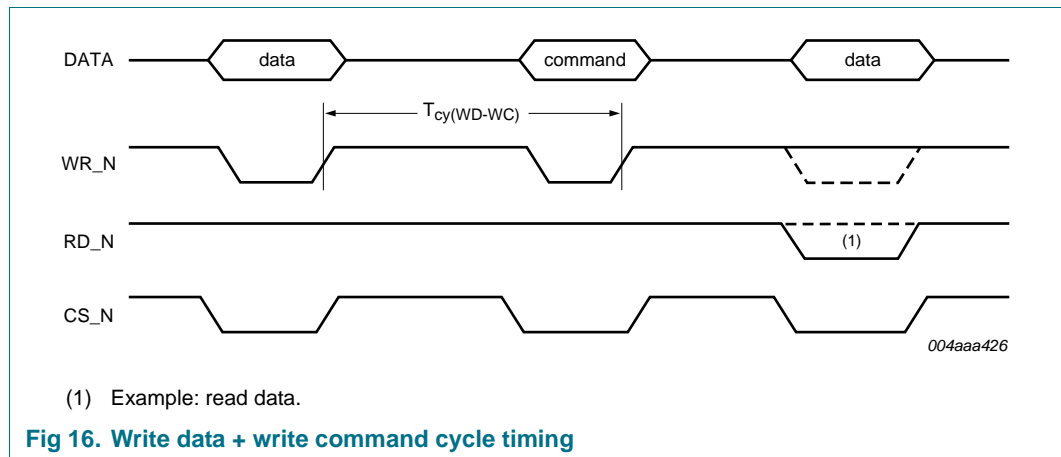 DATA
data
command
data
Tcy(WD-WC)
WR_N
RD_N
(1)
CS_N
004aaa426
(1) Example: read data.
Fig 16. Write data + write command cycle timing